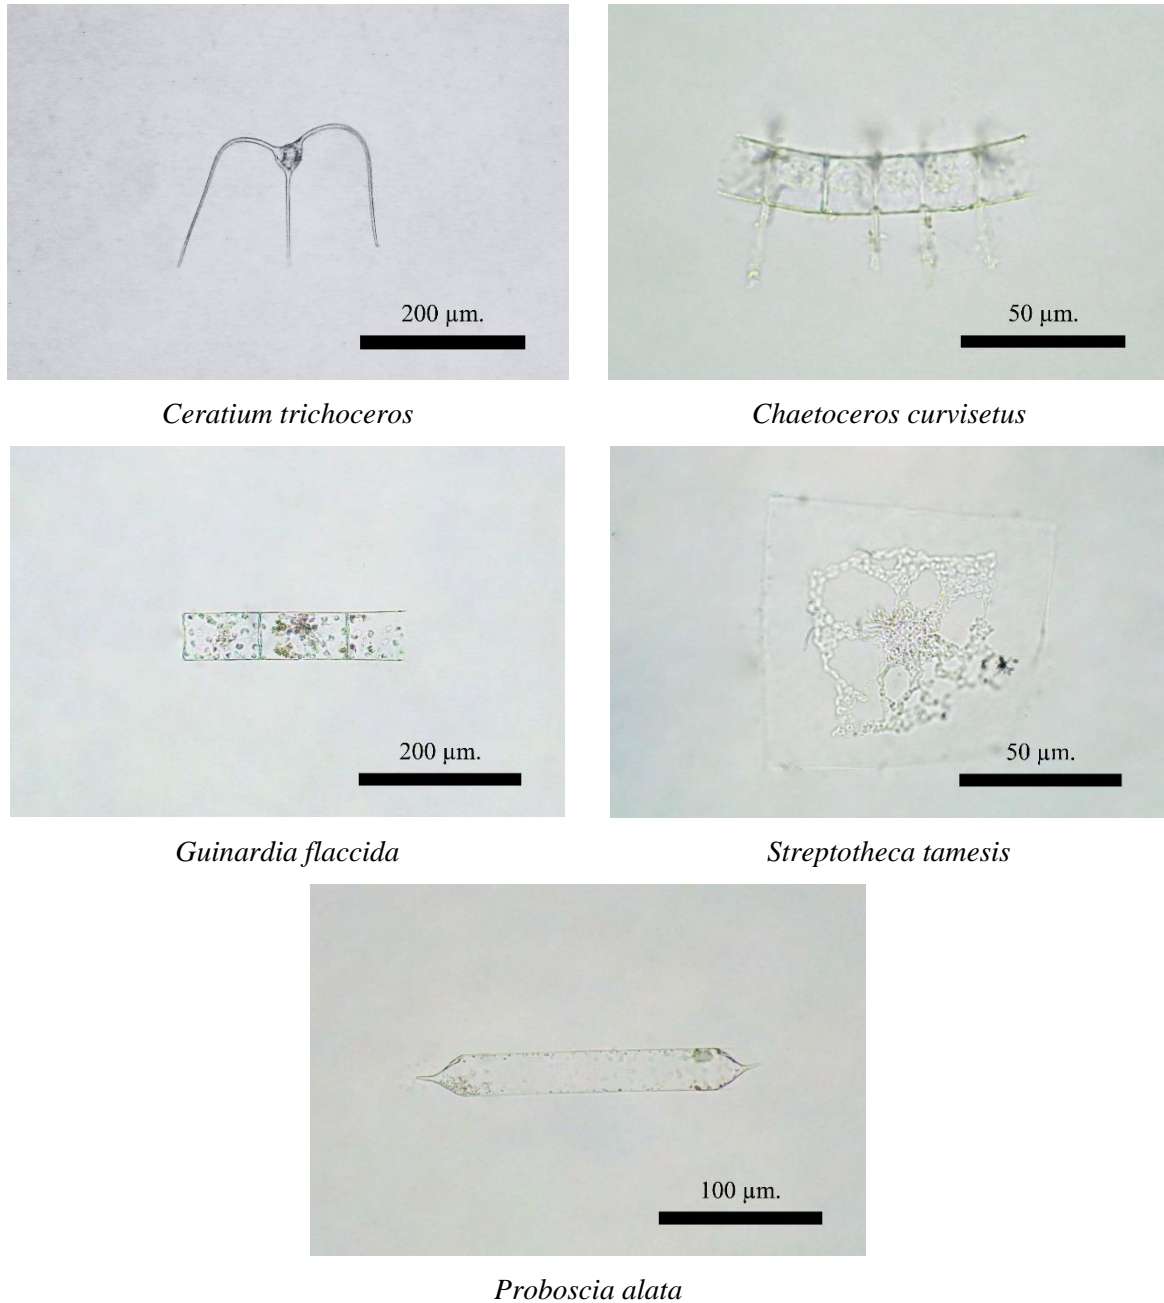 200 µm.
50 µm.
Ceratium trichoceros
Chaetoceros curvisetus
200 µm.
50 µm.
Guinardia flaccida
Streptotheca tamesis
100 µm.
Proboscia alata